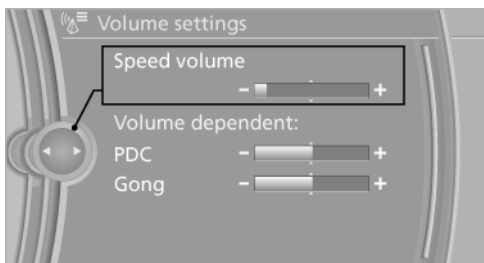 Volume settings
Speed volume
- +
Volume dependent:
PDC - +
Gong - +